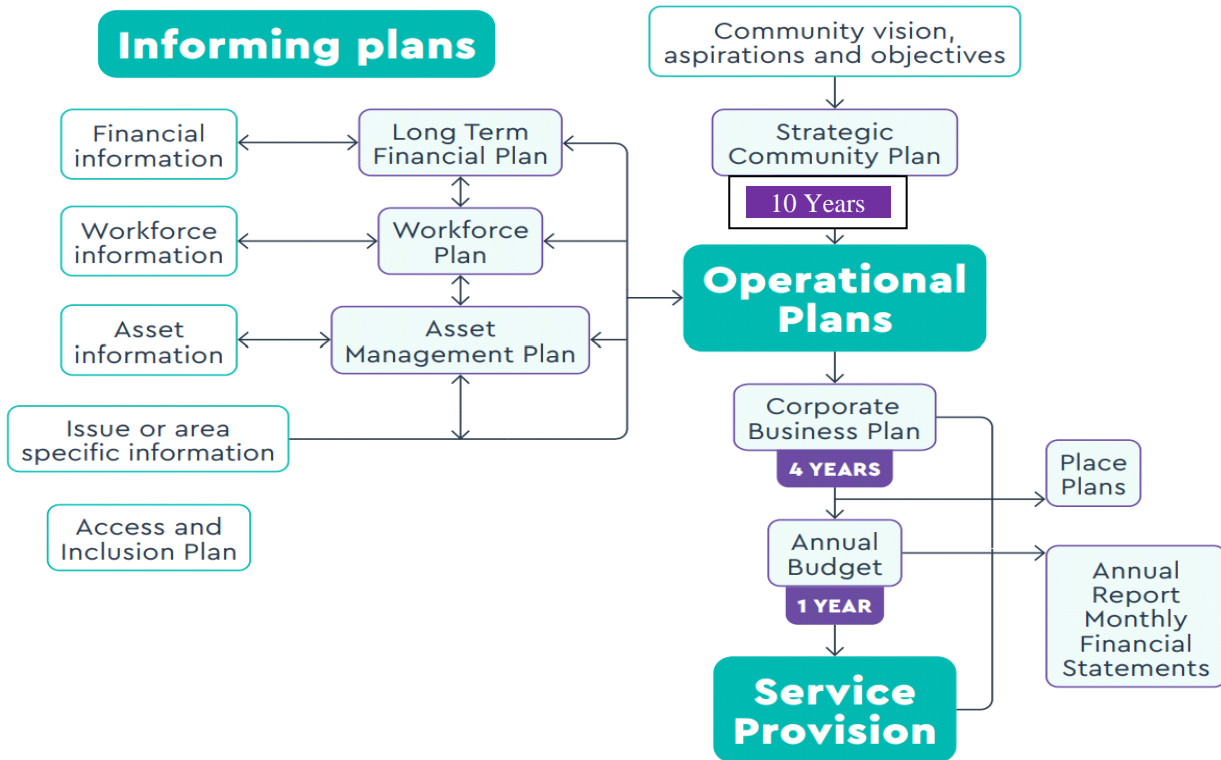 Informing plans
Community vision,
aspirations and objectives
Financial
information
Long Term
Financial Plan
Strategic
Community Plan
10 Years
Workforce
information
Workforce
Plan
Operational
Plans
Asset
information
Asset
Management Plan
Issue or area
specific information
Corporate
Business Plan
4 YEARS
Place
Plans
Access and
Inclusion Plan
Annual
Budget
1 YEAR
Annual
Report
Monthly
Financial
Statements
Service
Provision